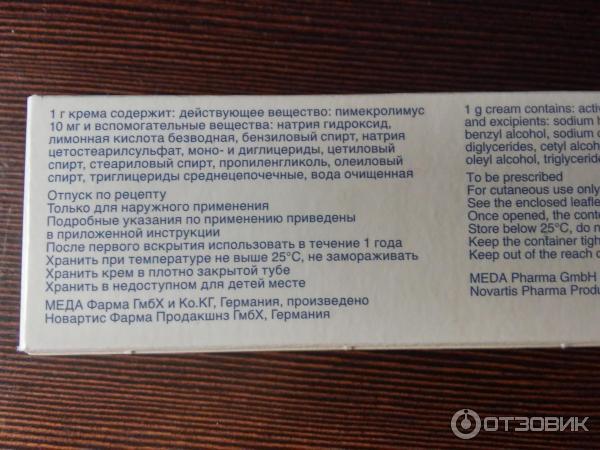 1 г крема содержит: действующее вещество: пимекролимус
10 мг и вспомогательные вещества: натрия гидроксид,
лимонная кислота безводная, бензиловый спирт, натрия
цетостеарилсульфат, моно- и диглицериды, цетиловый
спирт, стеариловый спирт, пропиленгликоль, олеиловый
спирт, триглицериды среднецепочечные, вода очищенная
Отпуск по рецепту
Только для наружного применения
Подробные указания по применению приведены
в приложенной инструкции
После первого вскрытия использовать в течение 1 года
Хранить при температуре не выше 25°C, не замораживать
Хранить крем в плотно закрытой тубе
Хранить в недоступном для детей месте
МЕДА Фарма ГмбХ и Ко.КГ, Германия, произведено
Новартис Фарма Продакшнз ГмбХ, Германия
1 g cream contains:
and excipients: sodium
benzyl alcohol, sodium
diglycerides, cetyl
oleyl alcohol,
To be prescribed
For cutaneous use only
See the enclosed
Once opened, the
Store below 25°C, do
Keep the container
Keep out of the reach
MEDA Pharma GmbH
Novartis Pharma
ОТЗОВИК